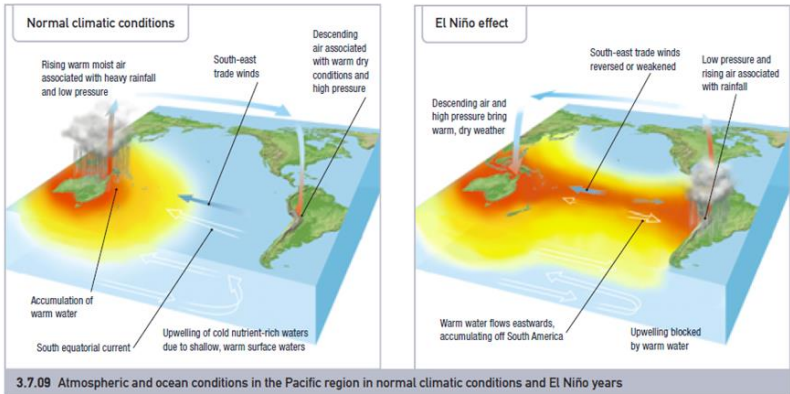 Normal climatic conditions
Rising warm moist air
associated with heavy rainfall
and low pressure
South-east
trade winds
Descending
air associated
with warm dry
conditions and
high pressure
Accumulation of
warm water
South equatorial current
Upwelling of cold nutrient-rich waters
due to shallow, warm surface waters
El Niño effect
South-east trade winds
reversed or weakened
Low pressure and
rising air associated
with rainfall
Descending air and
high pressure bring
warm, dry weather
Warm water flows eastwards,
accumulating off South America
Upwelling blocked
by warm water
3.7.09 Atmospheric and ocean conditions in the Pacific region in normal climatic conditions and El Niño years